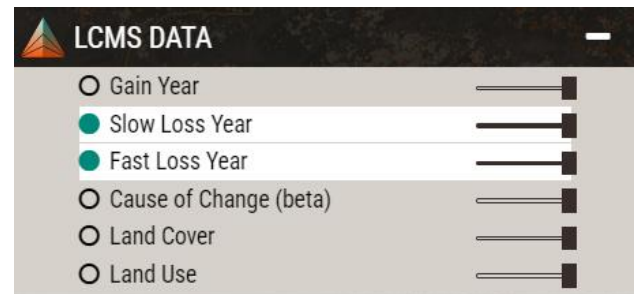 LCMS DATA
Gain Year
Slow Loss Year
Fast Loss Year
Cause of Change (beta)
Land Cover
Land Use